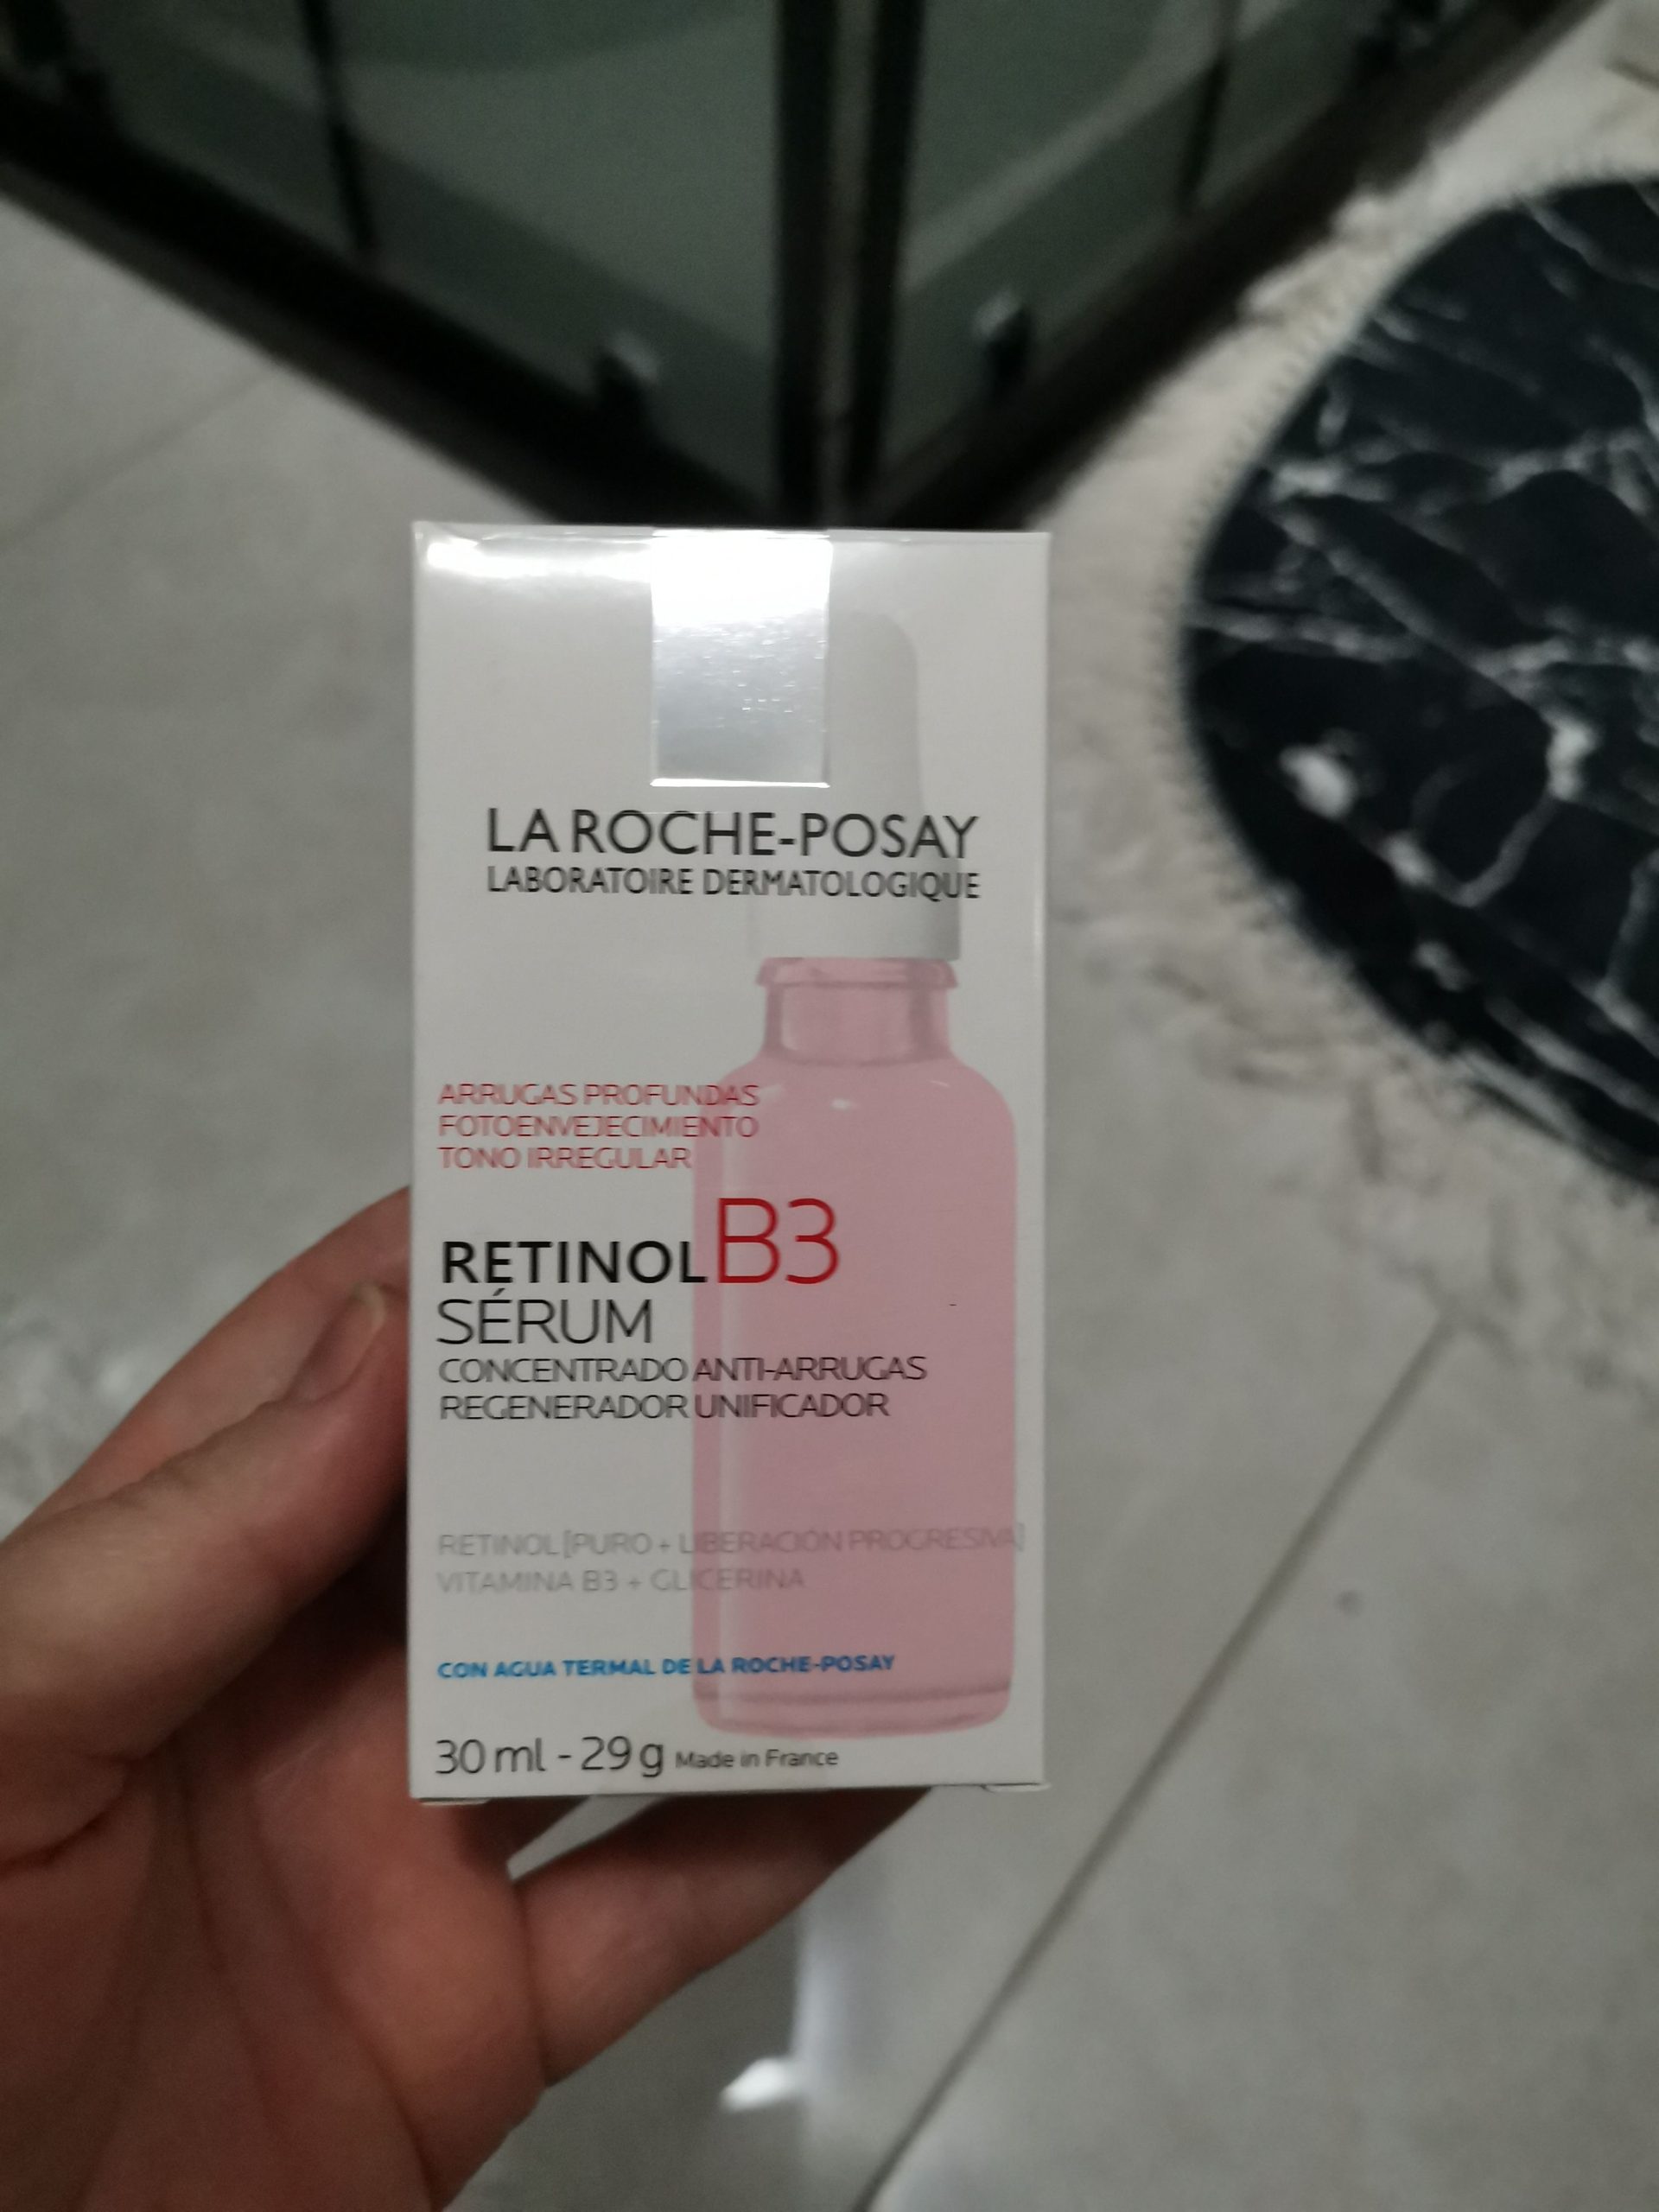 LA ROCHE-POSAY
LABORATOIRE DERMATOLOGIQUE
ARRUGAS PROFUNDAS
FOTOENVEJECIMIENTO
TONO IRREGULAR
RETINOL B3
SÉRUM
CONCENTRADO ANTI-ARRUGAS
REGENERADOR UNIFICADOR
RETINOL [PURO + LIBERACIÓN PROGRESIVA]
VITAMINA B3 + GLICERINA
CON AGUA TERMAL DE LA ROCHE-POSAY
30 ml - 29 g Made in France